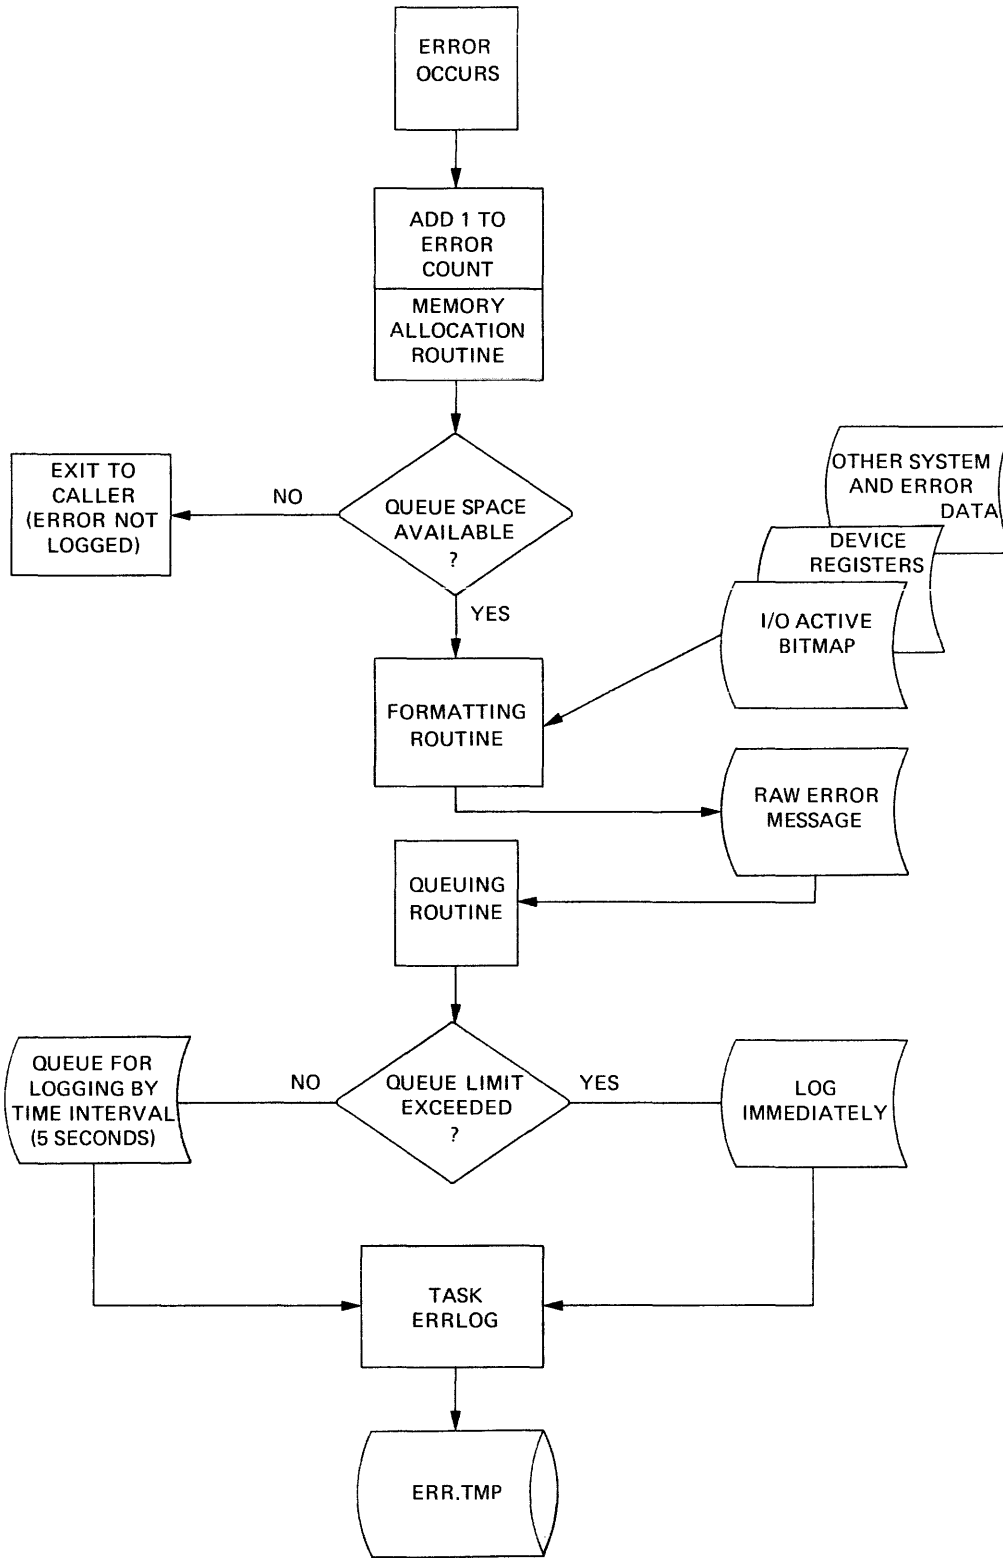 ERROR
OCCURS
ADD 1 TO
ERROR
COUNT
MEMORY
ALLOCATION
ROUTINE
EXIT TO
CALLER
(ERROR NOT
LOGGED)
NO
QUEUE SPACE
AVAILABLE
?
YES
OTHER SYSTEM
AND ERROR
DATA
DEVICE
REGISTERS
I/O ACTIVE
BITMAP
FORMATTING
ROUTINE
RAW ERROR
MESSAGE
QUEUING
ROUTINE
QUEUE FOR
LOGGING BY
TIME INTERVAL
(5 SECONDS)
NO
QUEUE LIMIT
EXCEEDED
?
YES
LOG
IMMEDIATELY
TASK
ERRLOG
ERR.TMP